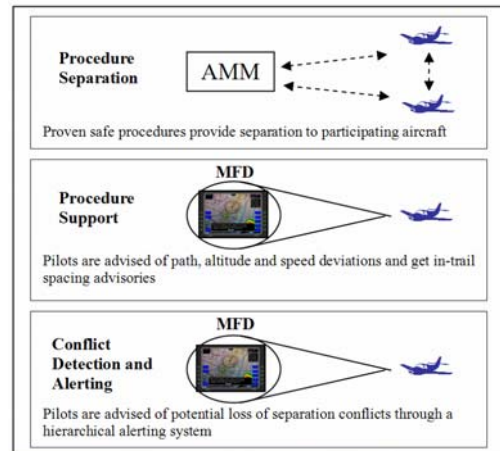 Procedure
Separation
AMM
Proven safe procedures provide separation to participating aircraft
MFD
Procedure
Support
Pilots are advised of path, altitude and speed deviations and get in-trail
spacing advisories
MFD
Conflict
Detection and
Alerting
Pilots are advised of potential loss of separation conflicts through a
hierarchical alerting system